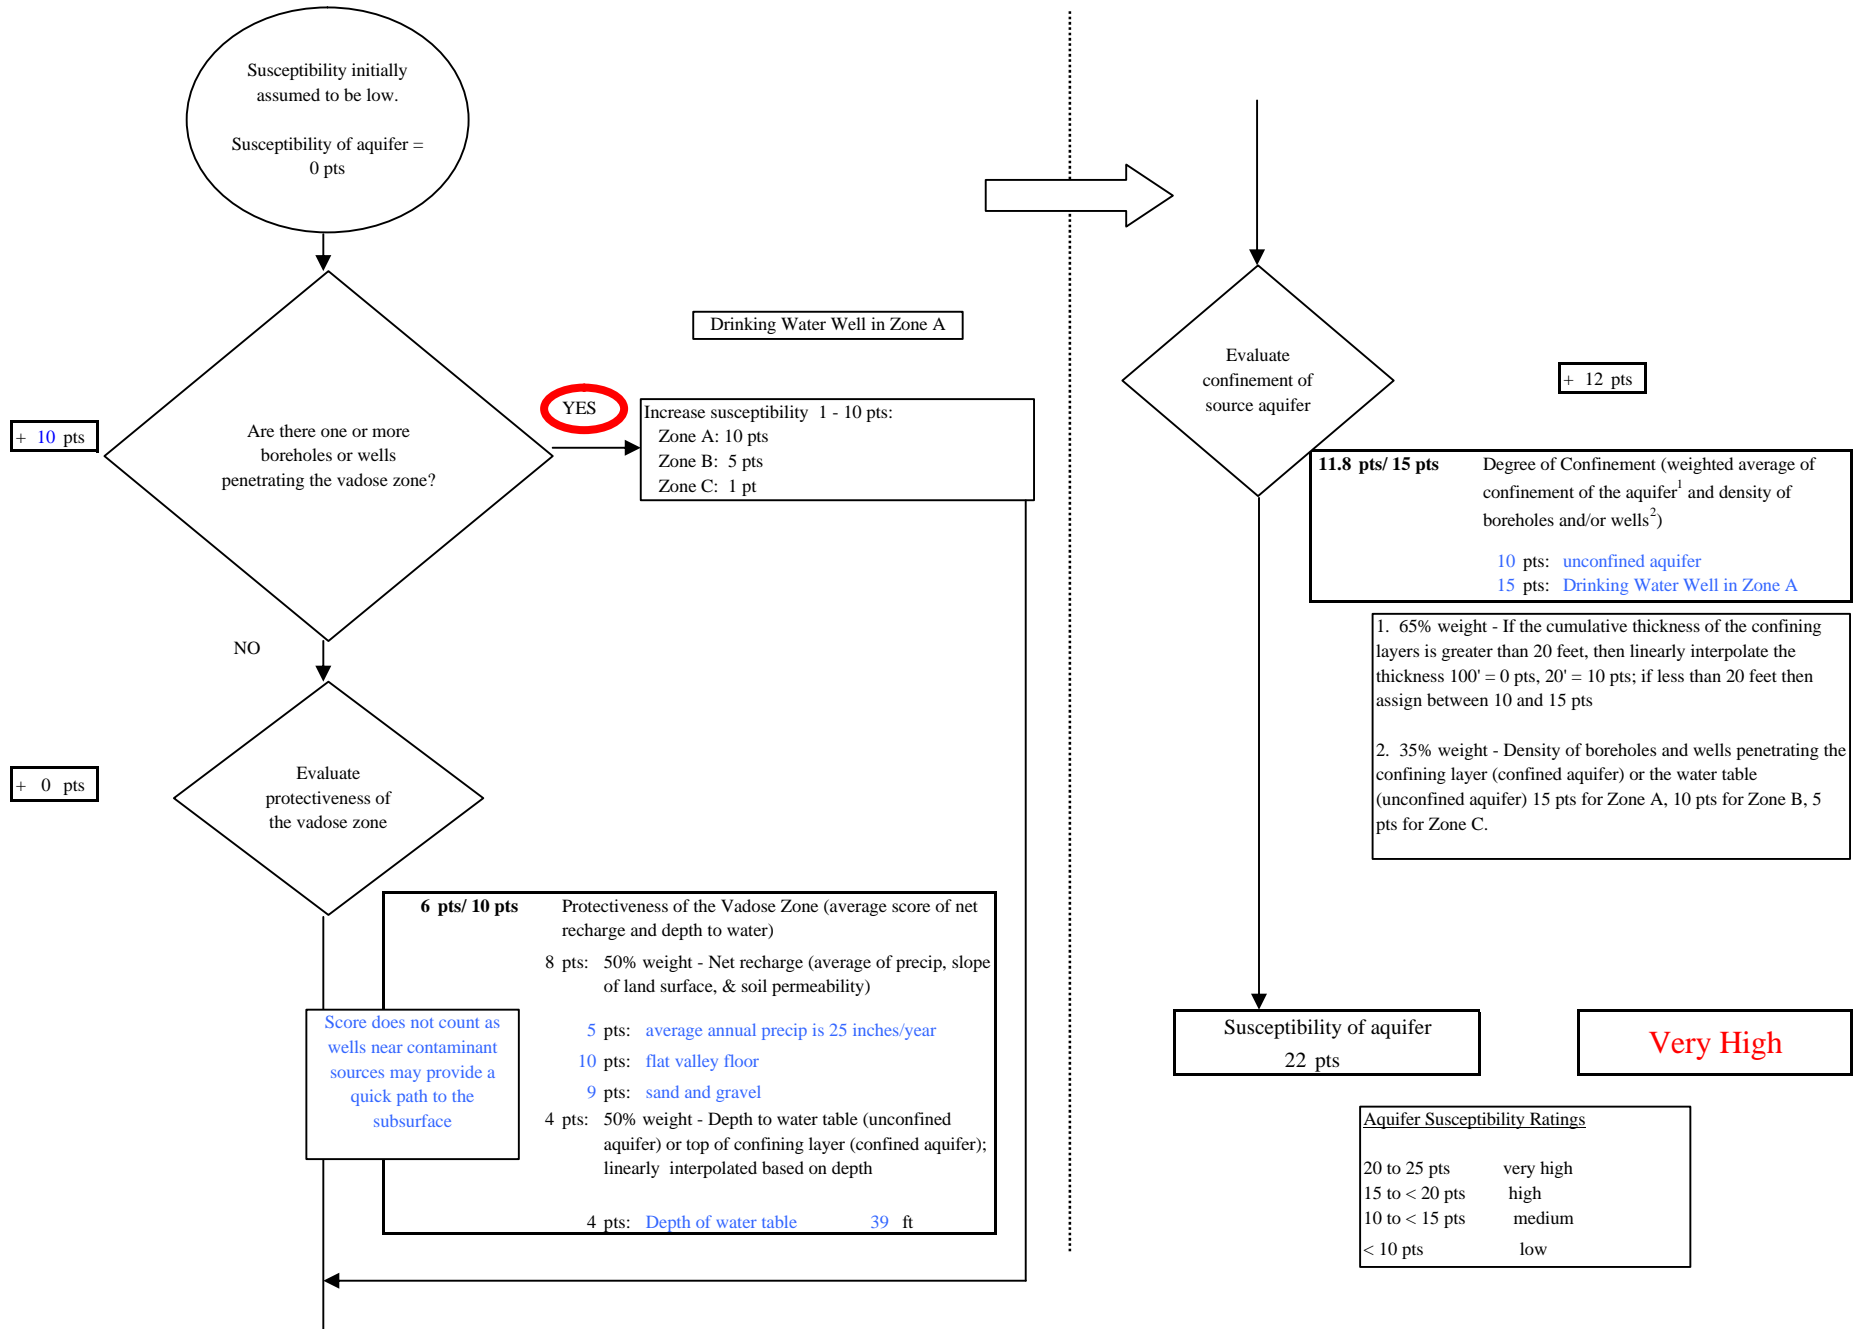 Susceptibility initially
assumed to be low.
Susceptibility of aquifer =
0 pts
Drinking Water Well in Zone A
+ 10 pts
Are there one or more
boreholes or wells
penetrating the vadose zone?
YES
Increase susceptibility 1 - 10 pts:
Zone A: 10 pts
Zone B: 5 pts
Zone C: 1 pt
NO
+ 0 pts
Evaluate
protectiveness of
the vadose zone
6 pts/ 10 pts Protectiveness of the Vadose Zone (average score of net
recharge and depth to water)
8 pts: 50% weight - Net recharge (average of precip, slope
of land surface, & soil permeability)
5 pts: average annual precip is 25 inches/year
10 pts: flat valley floor
9 pts: sand and gravel
4 pts: 50% weight - Depth to water table (unconfined
aquifer) or top of confining layer (confined aquifer);
linearly interpolated based on depth
4 pts: Depth of water table 39 ft
Score does not count as
wells near contaminant
sources may provide a
quick path to the
subsurface
Evaluate
confinement of
source aquifer
+ 12 pts
11.8 pts/ 15 pts Degree of Confinement (weighted average of
confinement of the aquifer1 and density of
boreholes and/or wells2)
10 pts: unconfined aquifer
15 pts: Drinking Water Well in Zone A
1. 65% weight - If the cumulative thickness of the confining
layers is greater than 20 feet, then linearly interpolate the
thickness 100' = 0 pts, 20' = 10 pts; if less than 20 feet then
assign between 10 and 15 pts
2. 35% weight - Density of boreholes and wells penetrating the
confining layer (confined aquifer) or the water table
(unconfined aquifer) 15 pts for Zone A, 10 pts for Zone B, 5
pts for Zone C.
Susceptibility of aquifer
22 pts
Very High
Aquifer Susceptibility Ratings
20 to 25 pts very high
15 to < 20 pts high
10 to < 15 pts medium
< 10 pts low